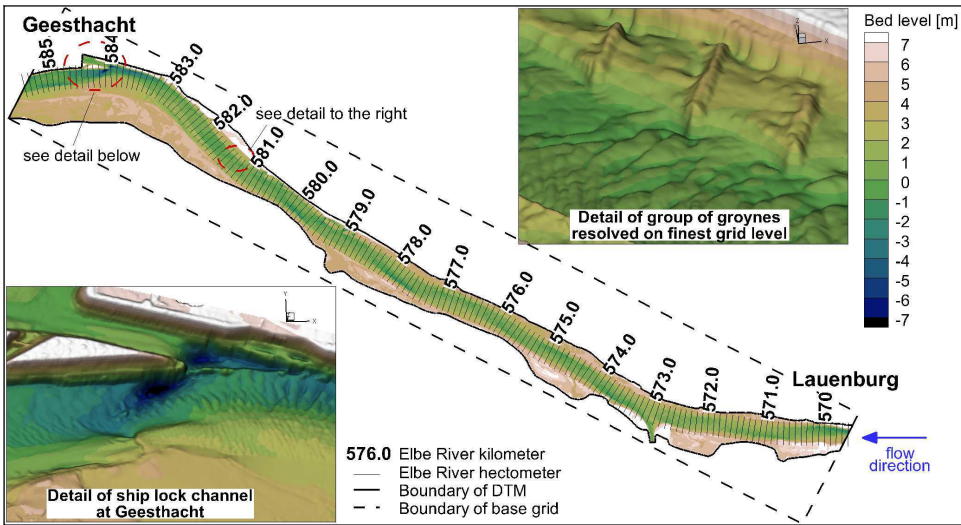 Geesthacht
585.
584.
583.0
582.0
see detail to the right
581.0
see detail below
580.0
579.0
578.0
577.0
576.0
575.0
574.0
573.0
572.0
571.0
570
Lauenburg
flow
direction
z
x
Detail of group of groynes
resolved on finest grid level
Bed level [m]
7
6
5
4
3
2
1
0
-1
-2
-3
-4
-5
-6
-7
Y
X
Detail of ship lock channel
at Geesthacht
576.0 Elbe River kilometer
Elbe River hectometer
Boundary of DTM
Boundary of base grid